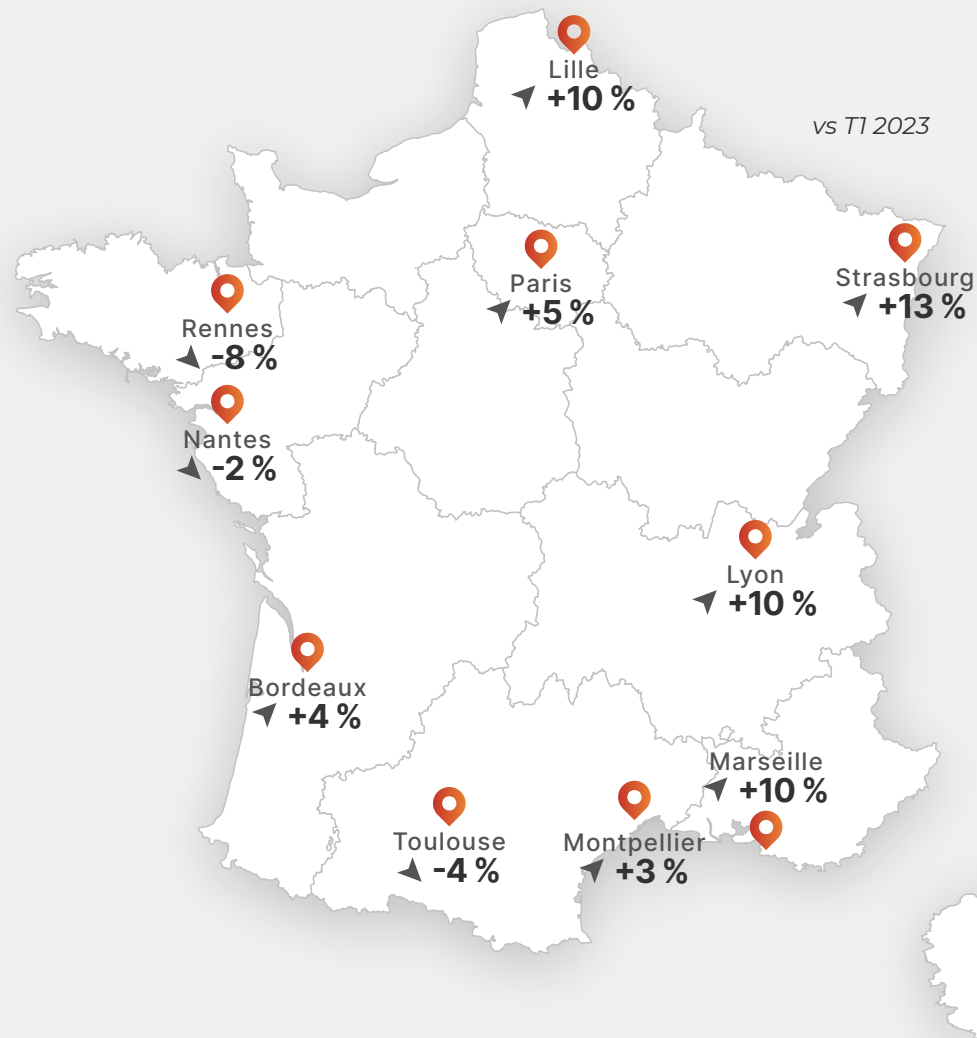 Lille
+10 %
vs T1 2023
Strasbourg
+13 %
Paris
+5 %
Rennes
-8 %
Nantes
-2 %
Lyon
+10 %
Bordeaux
+4 %
Marseille
+10 %
Toulouse
-4 %
Montpellier
+3 %